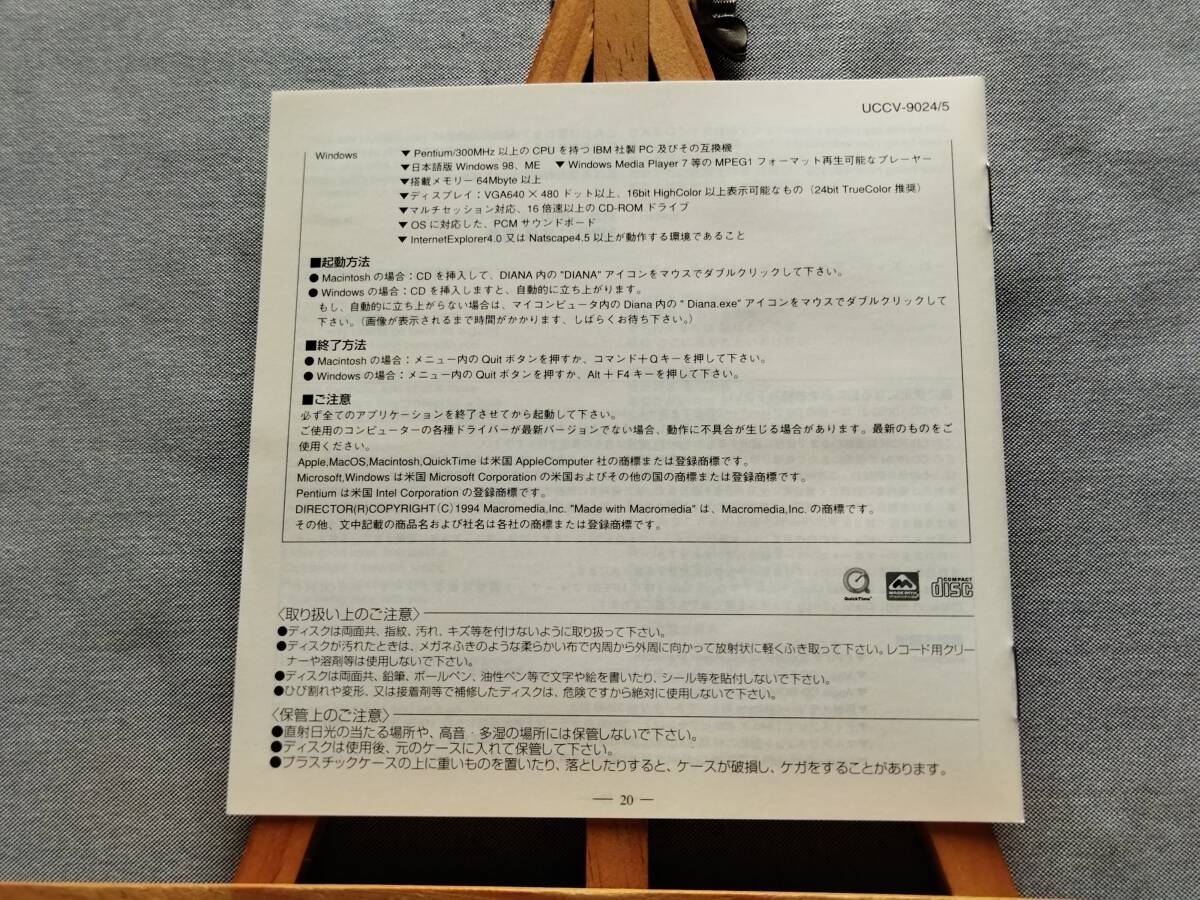 UCCV-9024/5
Windows
▼Pentium/300MHz 以上の CPU を持つ IBM 社製 PC 及びその互換機
▼日本語版 Windows 98、ME ▼Windows Media Player 7 等の MPEG1 フォーマット再生可能なプレーヤー
▼搭載メモリー 64Mbyte 以上
▼ディスプレイ：VGA640 × 480 ドット以上、16bit HighColor 以上表示可能なもの（24bit TrueColor 推奨）
▼マルチセッション対応、16 倍速以上の CD-ROM ドライブ
▼OS に対応した、PCM サウンドボード
▼InternetExplorer4.0 又は Natscape4.5 以上が動作する環境であること
■起動方法
●Macintosh の場合：CD を挿入して、DIANA 内の "DIANA" アイコンをマウスでダブルクリックして下さい。
●Windows の場合：CD を挿入しますと、自動的に立ち上がります。
もし、自動的に立ち上がらない場合は、マイコンピュータ内の Diana 内の " Diana.exe" アイコンをマウスでダブルクリックして
下さい。（画像が表示されるまで時間がかかります、しばらくお待ち下さい。）
■終了方法
●Macintosh の場合：メニュー内の Quit ボタンを押すか、コマンド＋Q キーを押して下さい。
●Windows の場合：メニュー内の Quit ボタンを押すか、Alt ＋ F4 キーを押して下さい。
■ご注意
必ず全てのアプリケーションを終了させてから起動して下さい。
ご使用のコンピューターの各種ドライバーが最新バージョンでない場合、動作に不具合が生じる場合があります。最新のものをご
使用ください。
Apple,MacOS,Macintosh,QuickTime は米国 AppleComputer 社の商標または登録商標です。
Microsoft,Windows は米国 Microsoft Corporation の米国およびその他の国の商標または登録商標です。
Pentium は米国 Intel Corporation の登録商標です。
DIRECTOR(R)COPYRIGHT(C)1994 Macromedia,Inc. "Made with Macromedia" は、Macromedia,Inc. の商標です。
その他、文中記載の商品名および社名は各社の商標または登録商標です。
QuickTime
MADE WITH
COMPACT
disc
〈取り扱い上のご注意〉
●ディスクは両面共、指紋、汚れ、キズ等を付けないように取り扱って下さい。
●ディスクが汚れたときは、メガネふきのような柔らかい布で内周から外周に向かって放射状に軽くふき取って下さい。レコード用クリー
ナーや溶剤等は使用しないで下さい。
●ディスクは両面共、鉛筆、ボールペン、油性ペン等で文字や絵を書いたり、シール等を貼付しないで下さい。
●ひび割れや変形、又は接着剤等で補修したディスクは、危険ですから絶対に使用しないで下さい。
〈保管上のご注意〉
●直射日光の当たる場所や、高音・多湿の場所には保管しないで下さい。
●ディスクは使用後、元のケースに入れて保管して下さい。
●プラスチックケースの上に重いものを置いたり、落としたりすると、ケースが破損し、ケガをすることがあります。
— 20 —